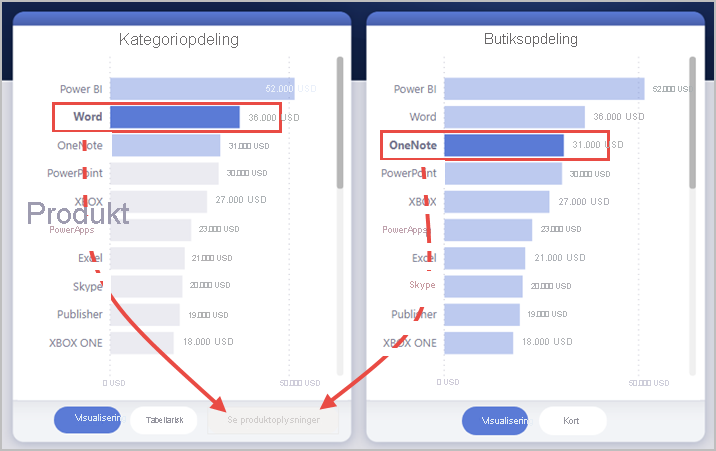 Kategoriopdeling
Power BI 52.000 USD
Word 36.000 USD
OneNote 31.000 USD
PowerPoint 30.000 USD
XBOX 27.000 USD
Produkt
PowerApps 23.000 USD
Excel 21.000 USD
Skype 20.000 USD
Publisher 19.000 USD
XBOX ONE 18.000 USD
0 USD 50.000 USD
Visualisering Tabeltarisk Se produktoplysninger
Butiksopdeling
Power BI 52.000 USD
Word 36.000 USD
OneNote 31.000 USD
PowerPoint 30.000 USD
XBOX 27.000 USD
PowerApps 23.000 USD
Excel 21.000 USD
Skype 20.000 USD
Publisher 19.000 USD
XBOX ONE 18.000 USD
0 USD 50.000 USD
Visualisering Kort